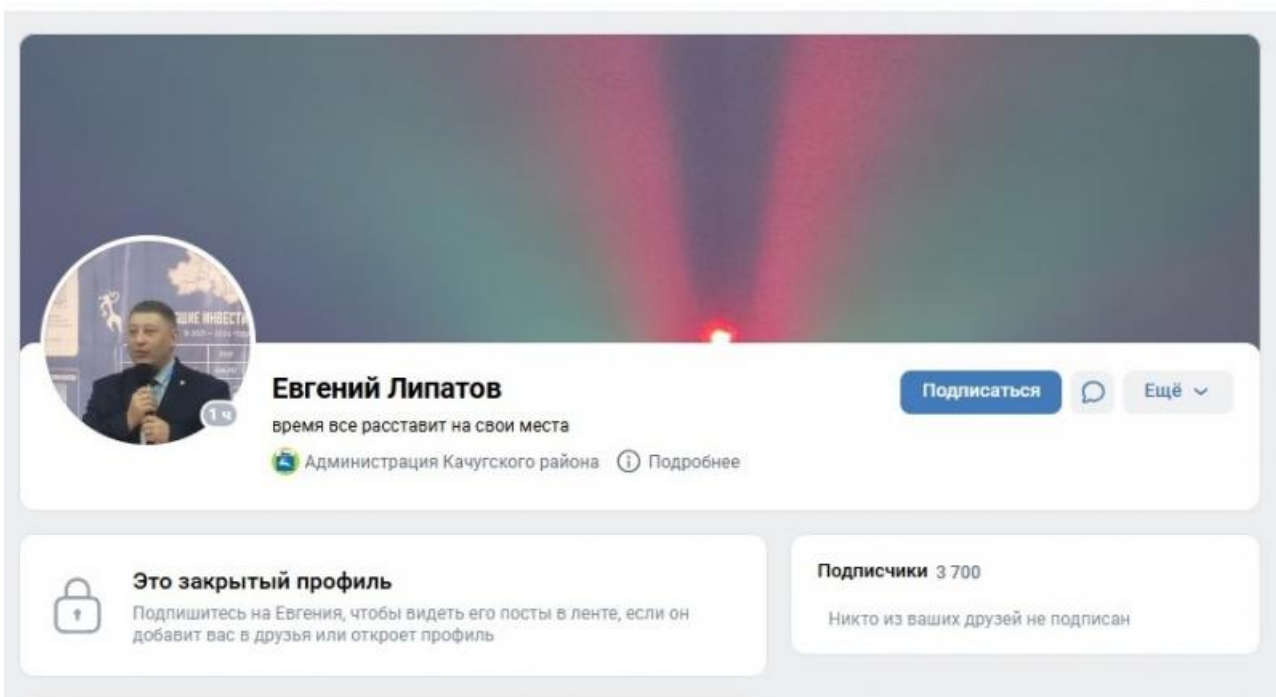 ШИЕ ИНВЕСТИ
1 ч
Евгений Липатов
время все расставит на свои места
Администрация Качугского района
Подробнее
Подписаться
Ещё
Это закрытый профиль
Подпишитесь на Евгения, чтобы видеть его посты в ленте, если он
добавит вас в друзья или откроет профиль
Подписчики 3 700
Никто из ваших друзей не подписан